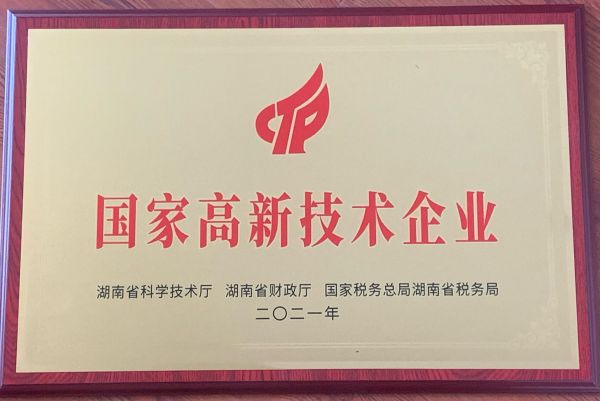 CTP
国家高新技术企业
湖南省科学技术厅 湖南省财政厅 国家税务总局湖南省税务局
二〇二一年